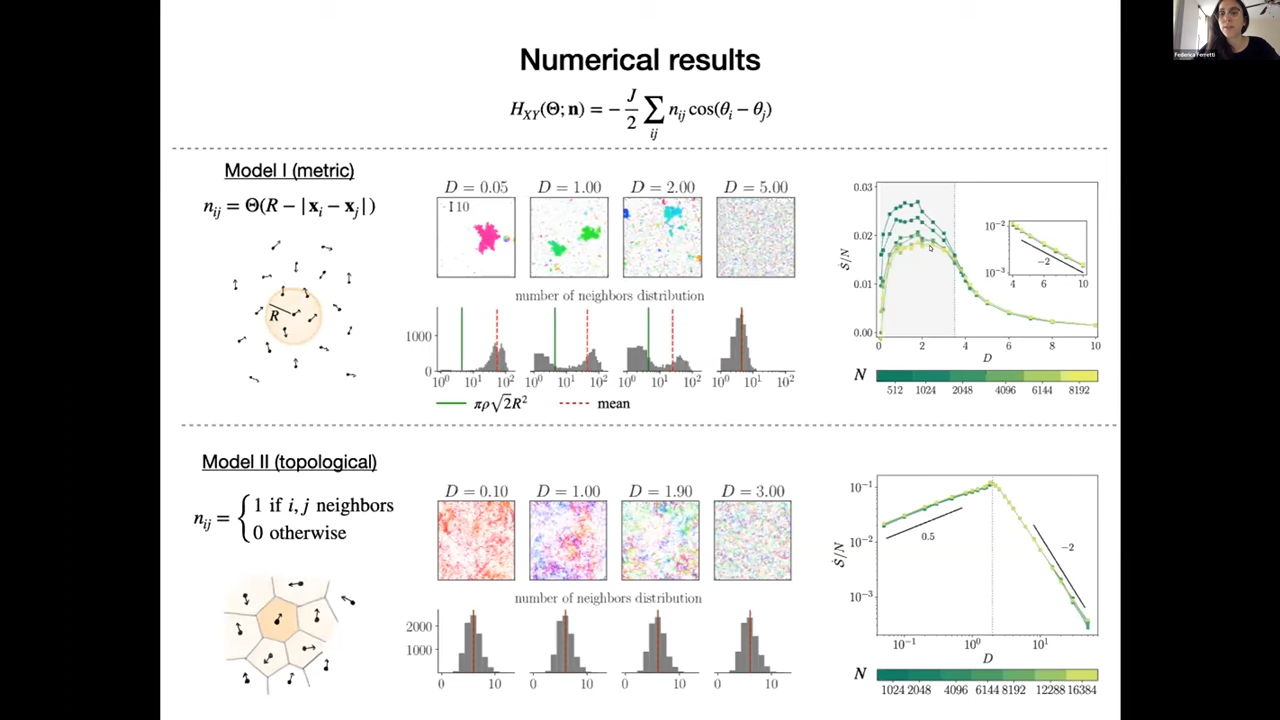 Numerical results
H_{XY}(Θ; n) = − J/2 ∑_{ij} n_{ij} cos(θ_i − θ_j)
Federica Ferretti
Model I (metric)
n_{ij} = Θ(R − |x_i − x_j|)
R
D = 0.05 D = 1.00 D = 2.00 D = 5.00
10
number of neighbors distribution
1000
0
10^0 10^1 10^2 10^0 10^1 10^2 10^0 10^1 10^2 10^0 10^1 10^2
πρ√2R^2 mean
0.03
0.02
0.01
0.00
Ṡ/N
10^{-2}
10^{-3}
−2
4 6 10
0 2 4 6 8 10
D
N
512 1024 2048 4096 6144 8192
Model II (topological)
n_{ij} = { 1 if i, j neighbors
0 otherwise
D = 0.10 D = 1.00 D = 1.90 D = 3.00
number of neighbors distribution
2000
1000
0 10 0 10 0 10 0 10
10^{-1}
10^{-2}
10^{-3}
Ṡ/N
0.5
−2
10^{-1} 10^0 10^1
D
N
1024 2048 4096 6144 8192 12288 16384